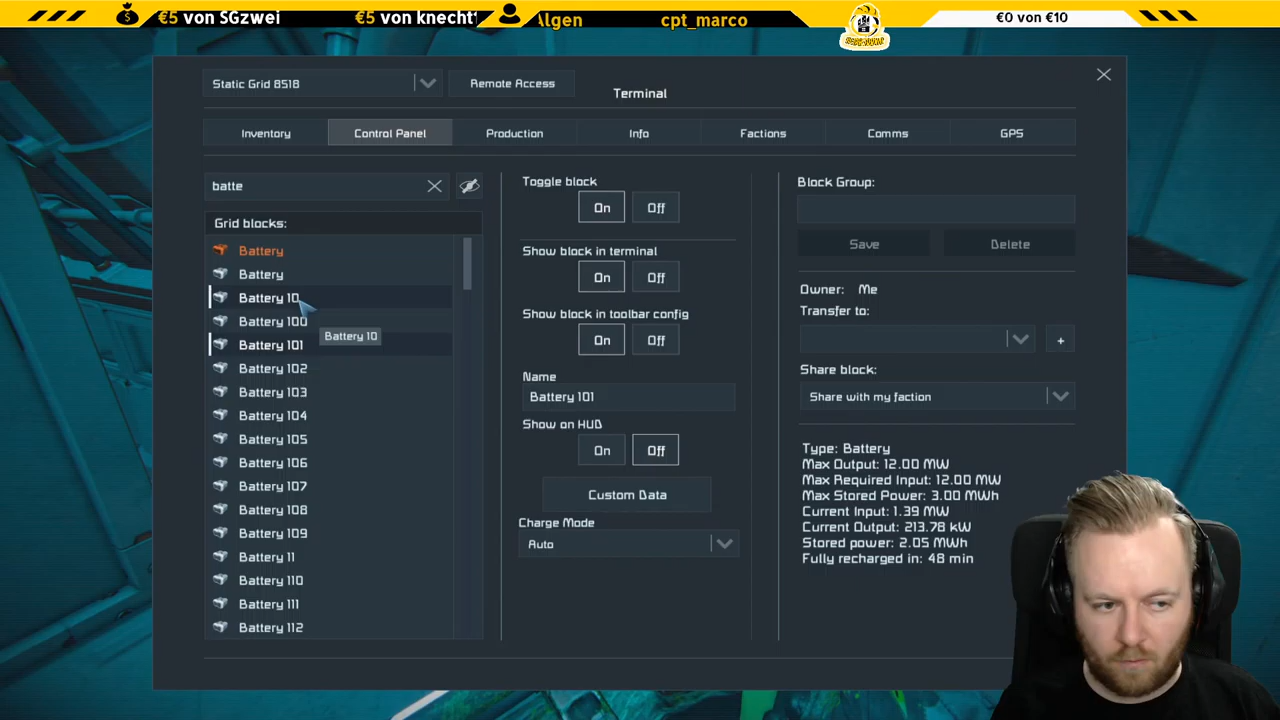 €5 von SGzwei
€5 von knecht
Algen
cpt_marco
€0 von €10
Static Grid 8518
Remote Access
Terminal
Inventory
Control Panel
Production
Info
Factions
Comms
GPS
batte
Grid blocks:
Battery
Battery
Battery 10
Battery 100
Battery 10
Battery 101
Battery 102
Battery 103
Battery 104
Battery 105
Battery 106
Battery 107
Battery 108
Battery 109
Battery 11
Battery 110
Battery 111
Battery 112
Toggle block
On
Off
Show block in terminal
On
Off
Show block in toolbar config
On
Off
Name
Battery 101
Show on HUD
On
Off
Custom Data
Charge Mode
Auto
Block Group:
Save
Delete
Owner: Me
Transfer to:
+
Share block:
Share with my faction
Type: Battery
Max Output: 12.00 MW
Max Required Input: 12.00 MW
Max Stored Power: 3.00 MWh
Current Input: 1.39 MW
Current Output: 213.78 kW
Stored power: 2.05 MWh
Fully recharged in: 48 min